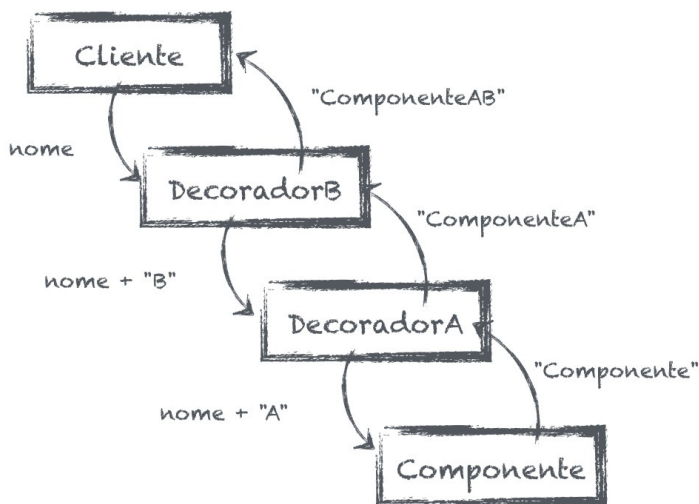 Cliente
"ComponenteAB"
nome
DecoradorB
"ComponenteA"
nome + "B"
DecoradorA
"Componente"
nome + "A"
Componente